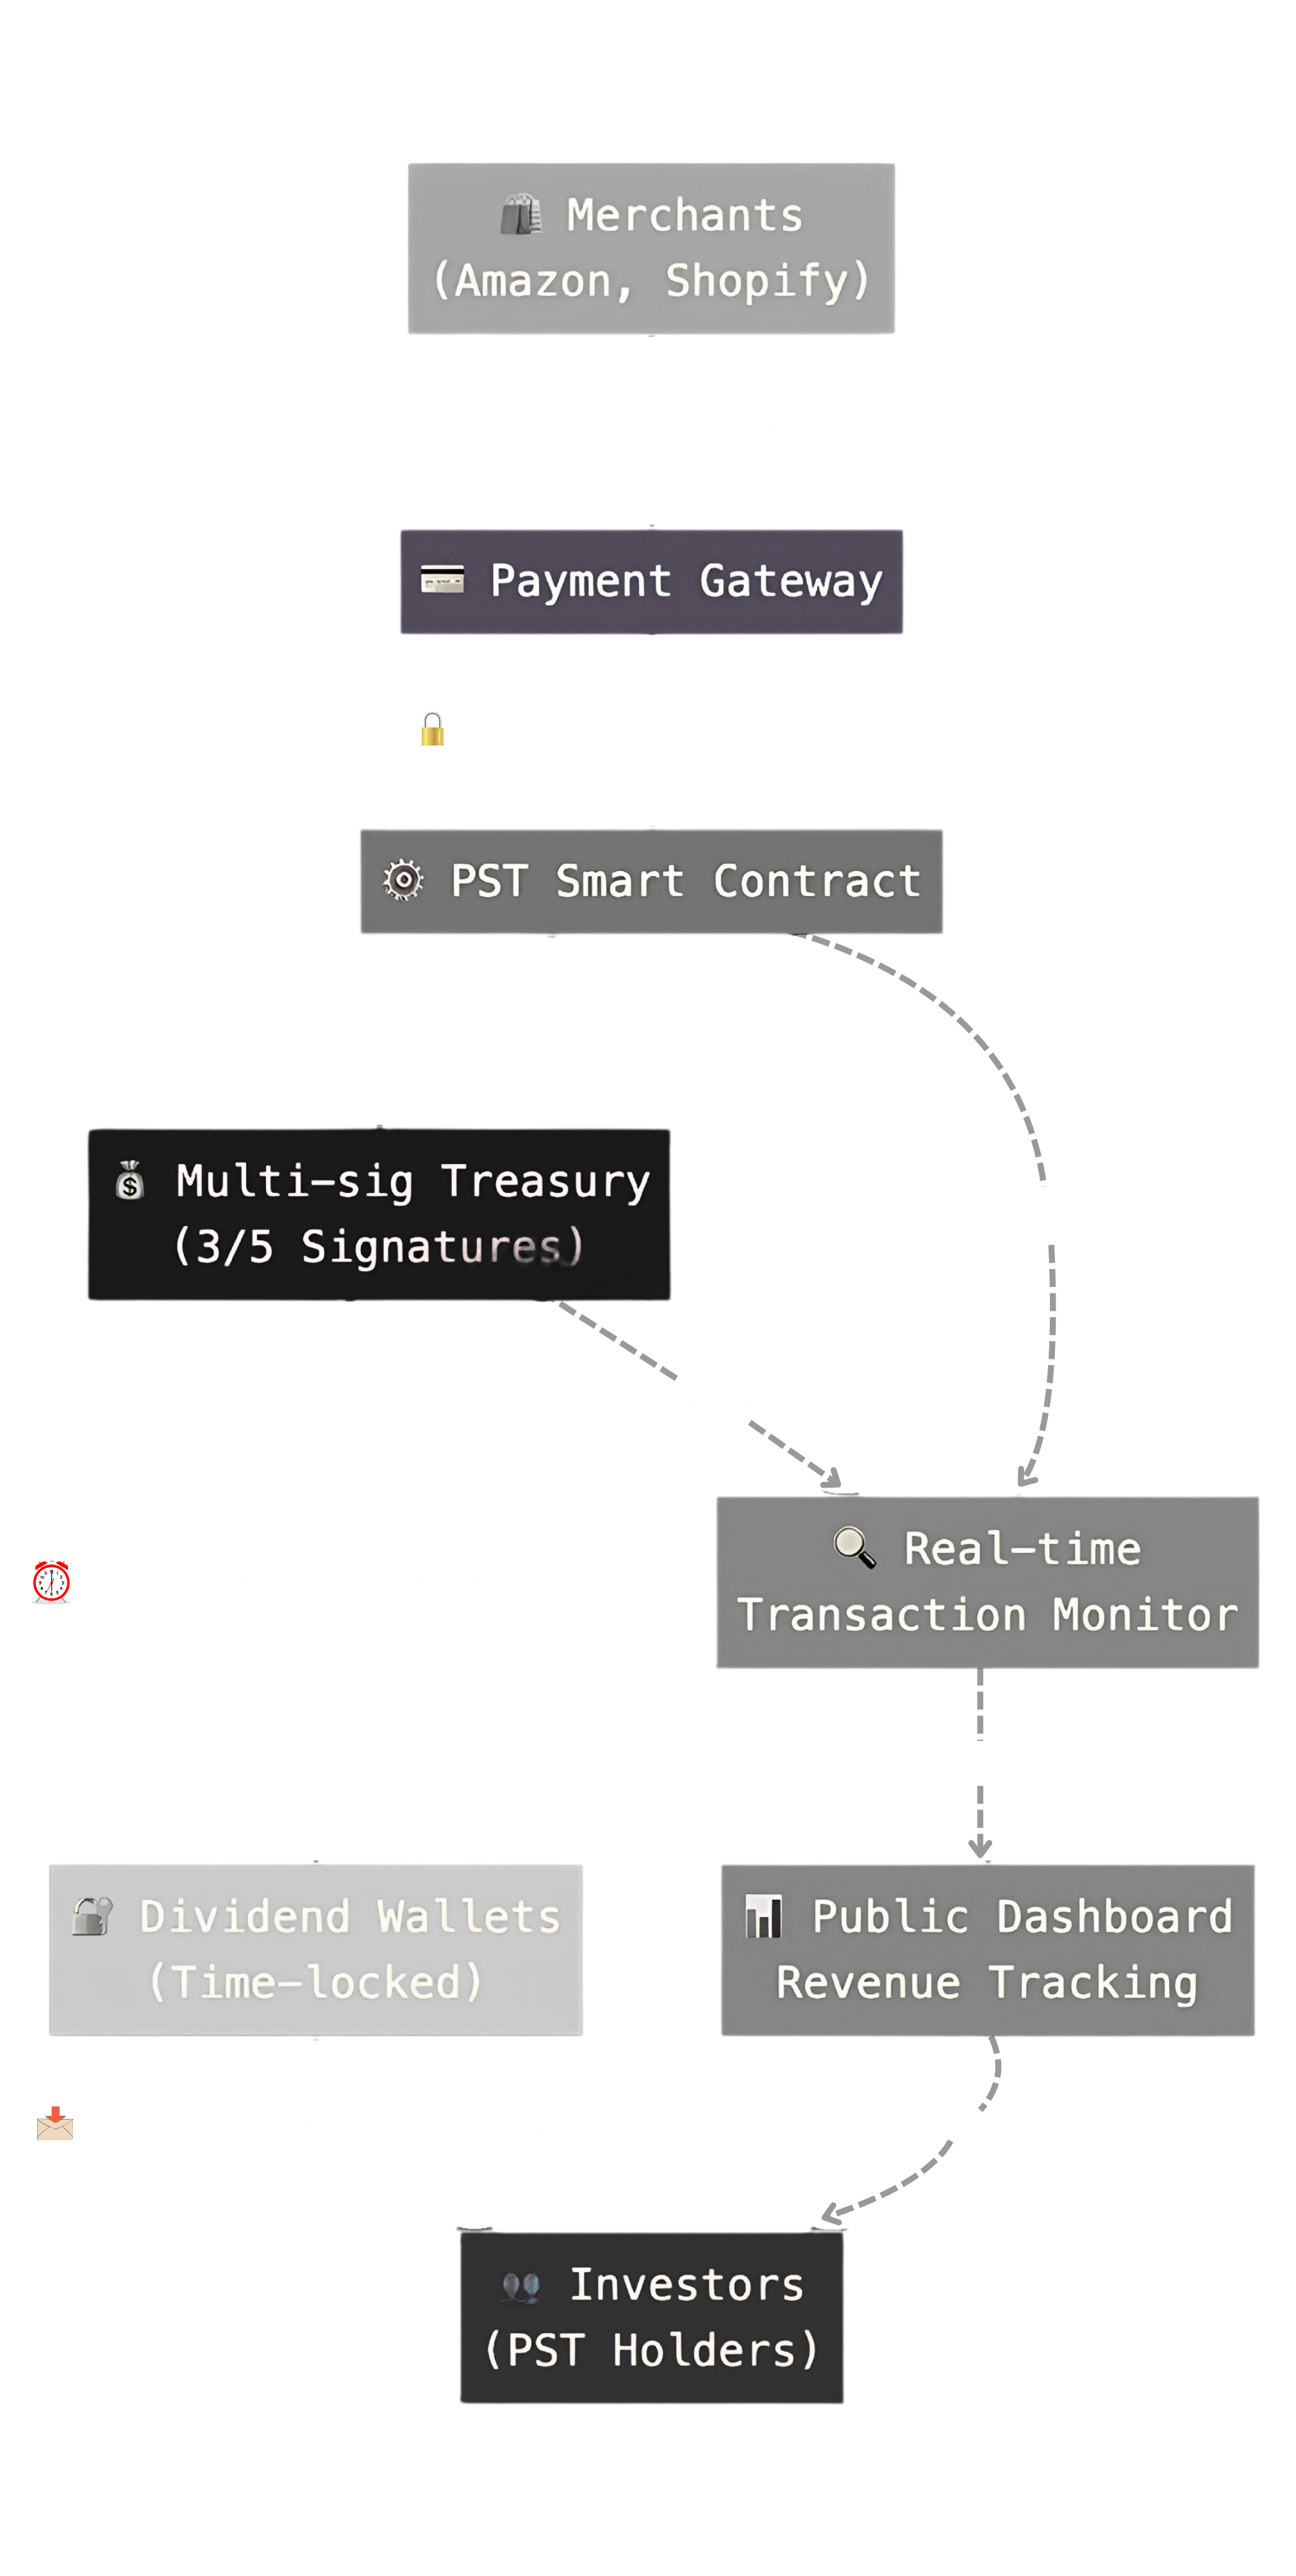 Merchants
(Amazon, Shopify)
Payment Gateway
PST Smart Contract
Multi-sig Treasury
(3/5 Signatures)
Real-time
Transaction Monitor
Dividend Wallets
(Time-locked)
Public Dashboard
Revenue Tracking
Investors
(PST Holders)